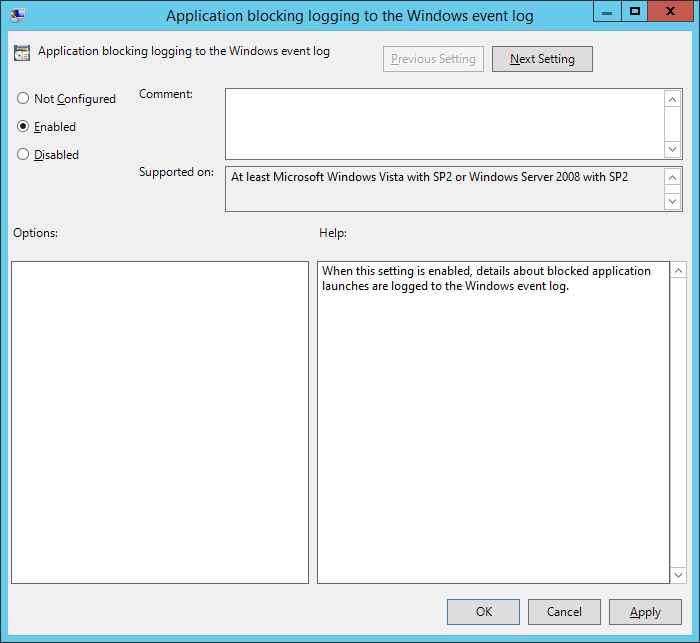 Application blocking logging to the Windows event log
Application blocking logging to the Windows event log
Previous Setting
Next Setting
Not Configured
Enabled
Disabled
Comment:
Supported on:
At least Microsoft Windows Vista with SP2 or Windows Server 2008 with SP2
Options:
Help:
When this setting is enabled, details about blocked application
launches are logged to the Windows event log.
OK
Cancel
Apply